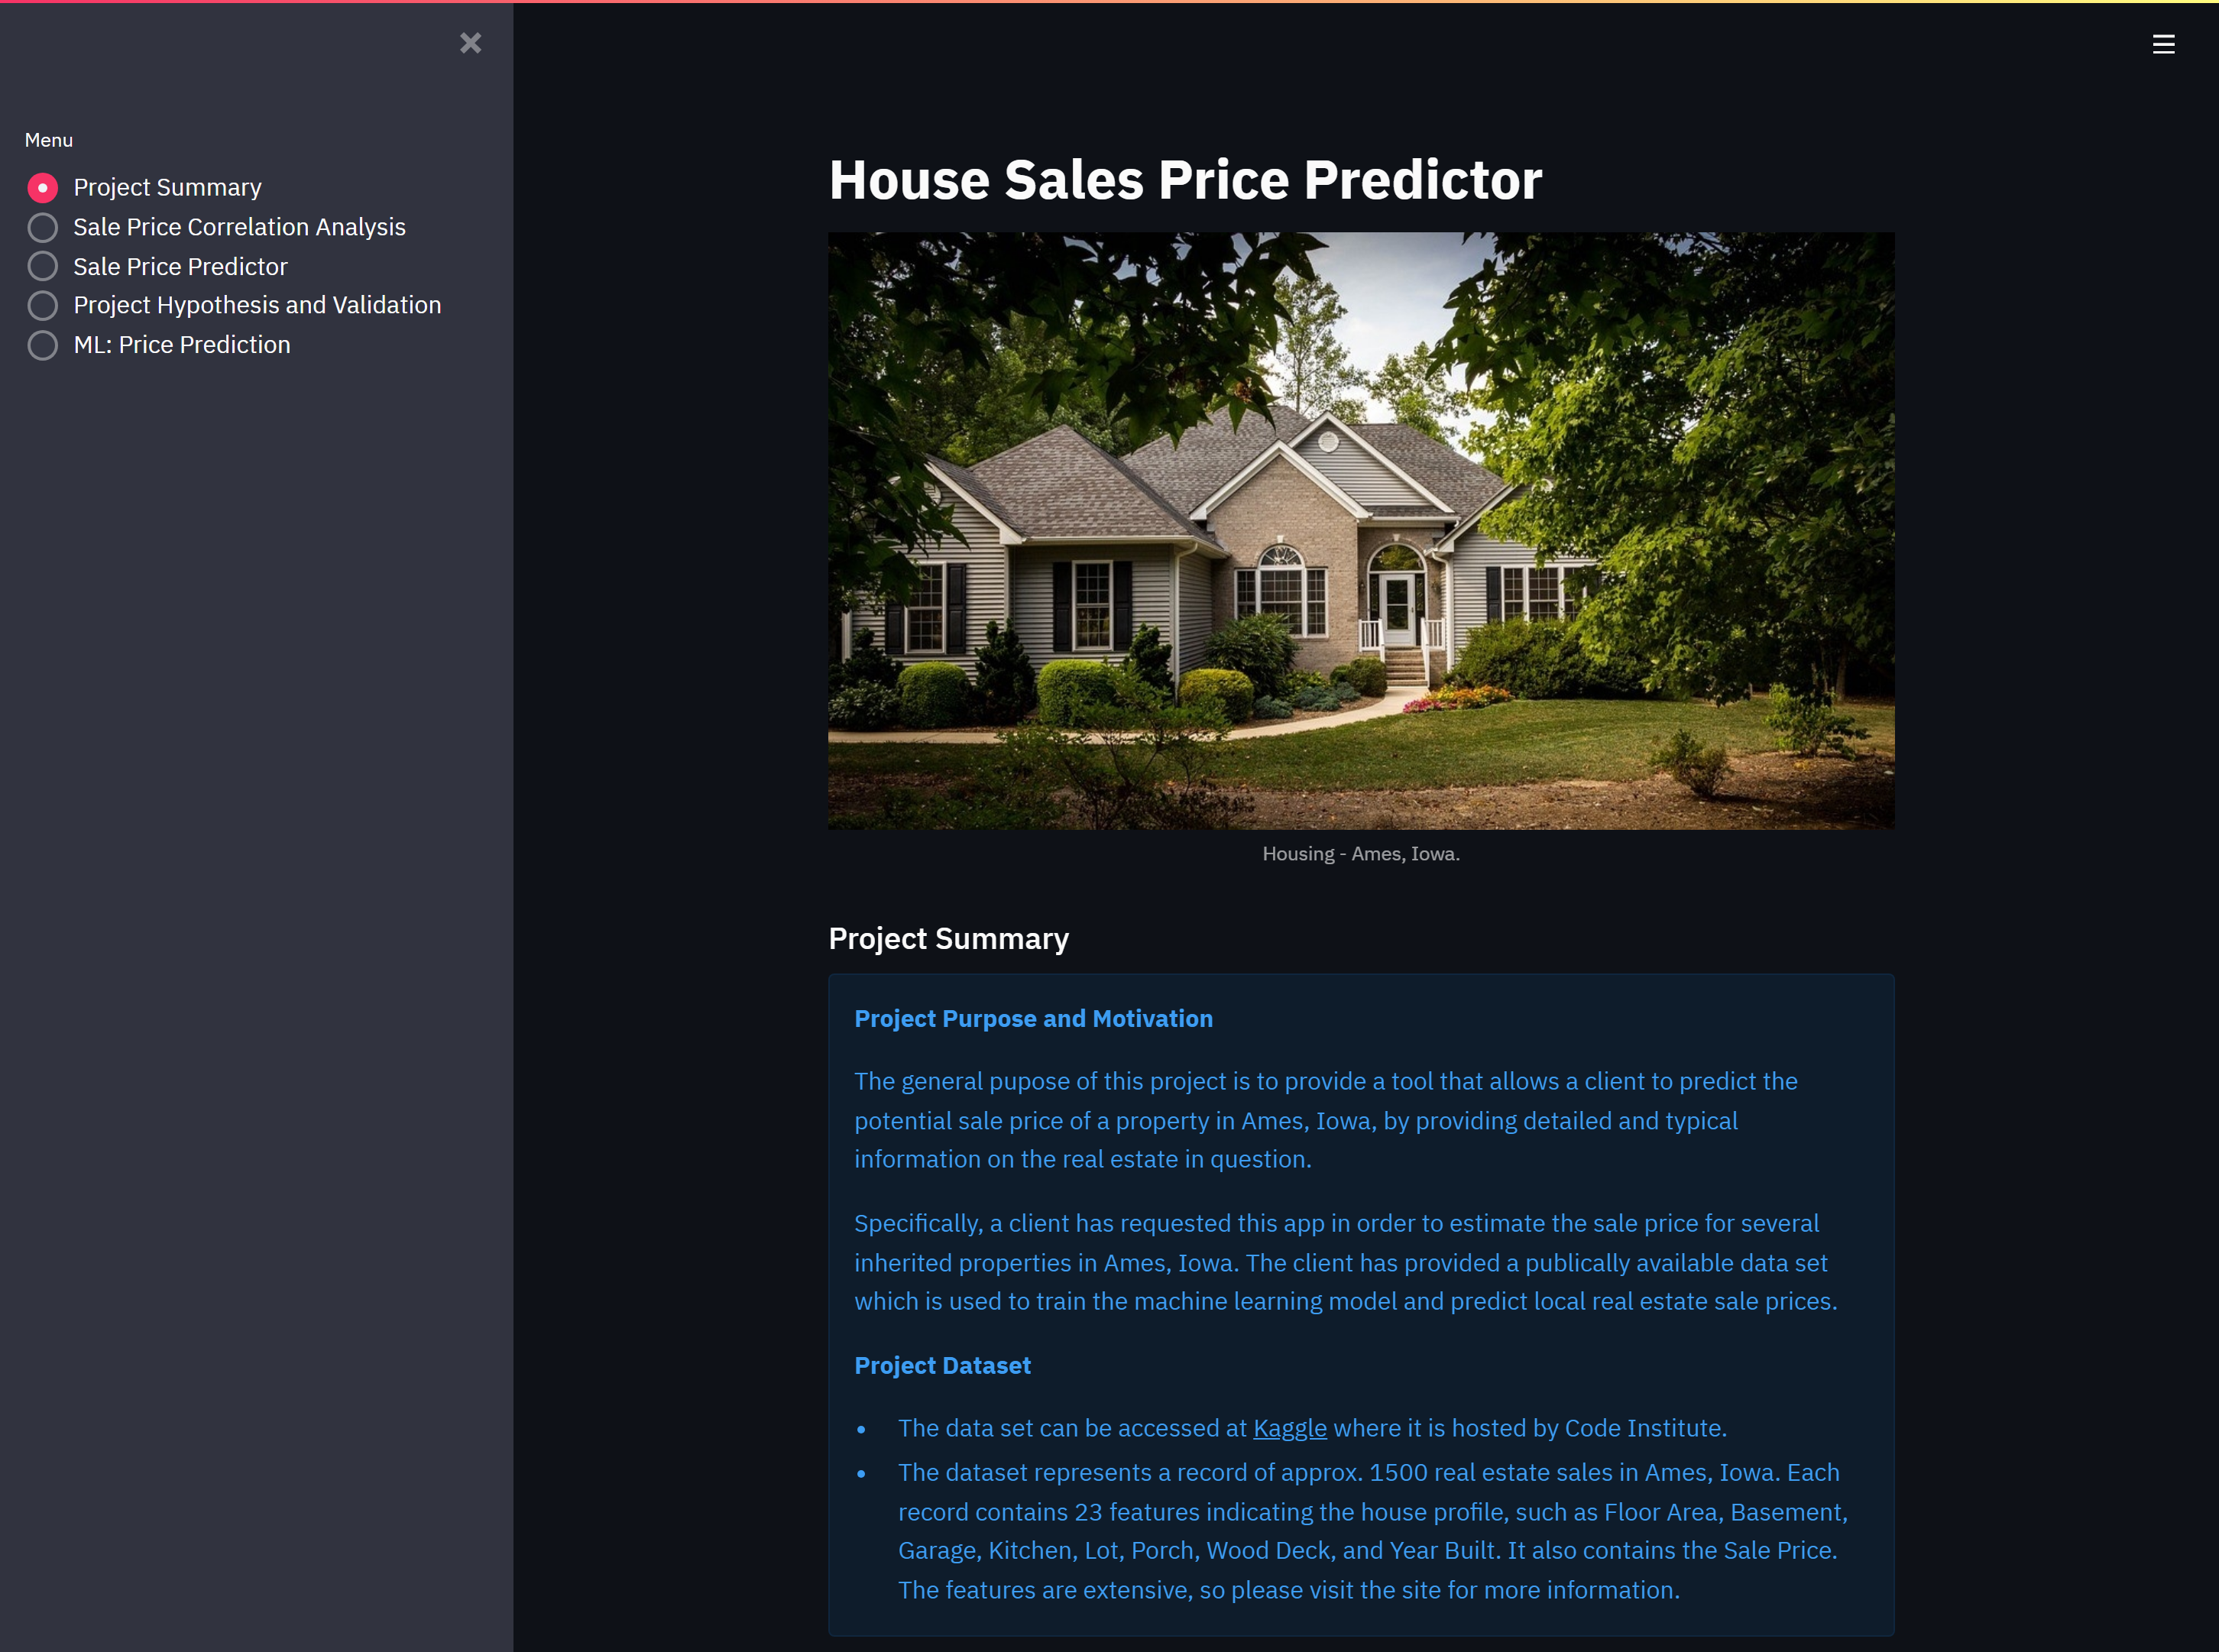 Menu
Project Summary
Sale Price Correlation Analysis
Sale Price Predictor
Project Hypothesis and Validation
ML: Price Prediction
House Sales Price Predictor
Housing - Ames, Iowa.
Project Summary
Project Purpose and Motivation
The general pupose of this project is to provide a tool that allows a client to predict the
potential sale price of a property in Ames, Iowa, by providing detailed and typical
information on the real estate in question.
Specifically, a client has requested this app in order to estimate the sale price for several
inherited properties in Ames, Iowa. The client has provided a publically available data set
which is used to train the machine learning model and predict local real estate sale prices.
Project Dataset
• The data set can be accessed at Kaggle where it is hosted by Code Institute.
• The dataset represents a record of approx. 1500 real estate sales in Ames, Iowa. Each
record contains 23 features indicating the house profile, such as Floor Area, Basement,
Garage, Kitchen, Lot, Porch, Wood Deck, and Year Built. It also contains the Sale Price.
The features are extensive, so please visit the site for more information.